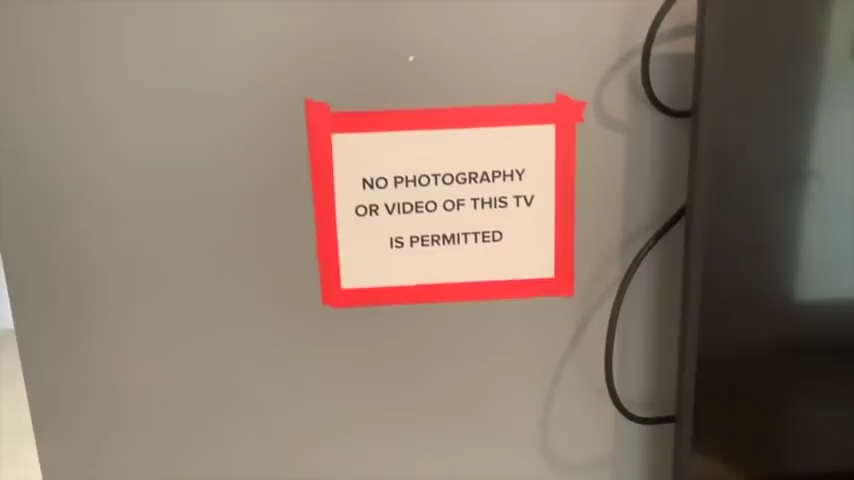 NO PHOTOGRAPHY
OR VIDEO OF THIS TV
IS PERMITTED